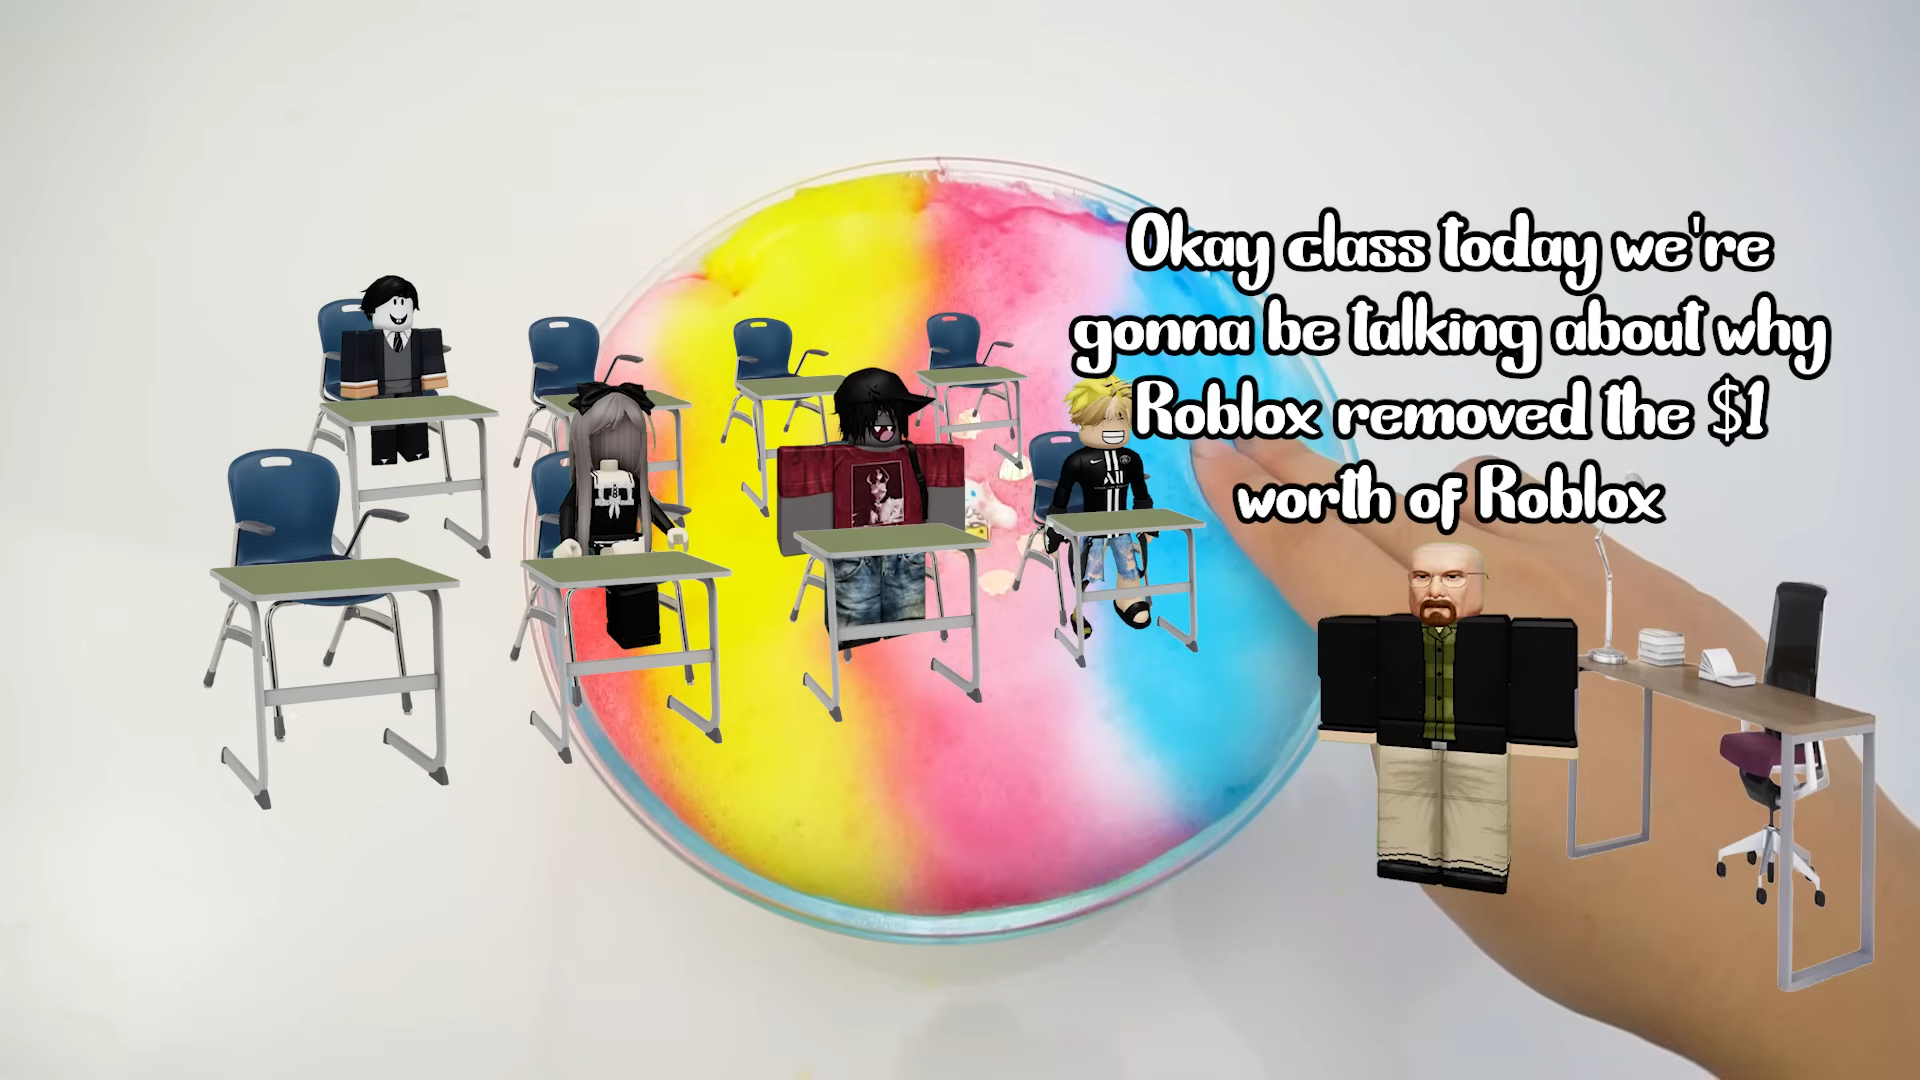 Okay class today we're
gonna be talking about why
Roblox removed the $1
worth of Roblox